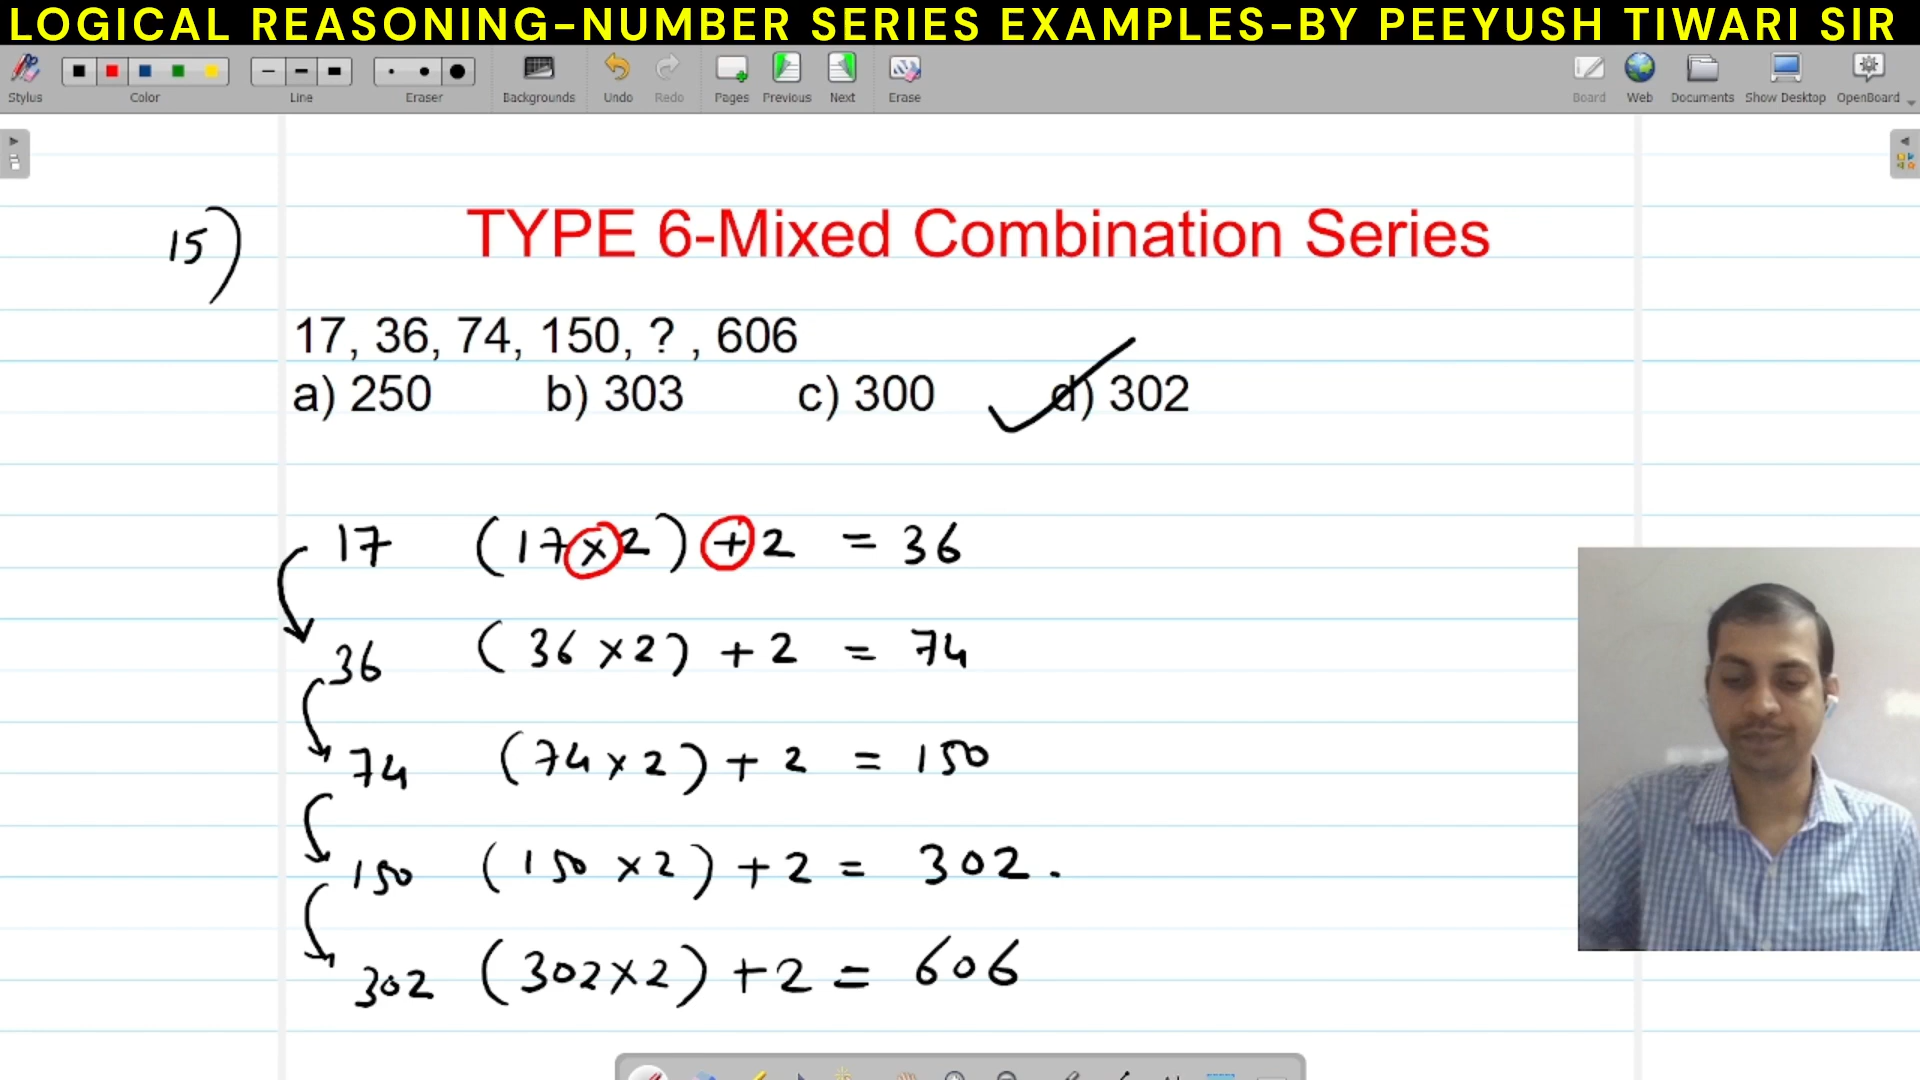 LOGICAL REASONING-NUMBER SERIES EXAMPLES-BY PEEYUSH TIWARI SIR
Stylus Color Line Eraser Backgrounds Undo Redo Pages Previous Next Erase Board Web Documents Show Desktop OpenBoard
15) TYPE 6-Mixed Combination Series
17, 36, 74, 150, ? , 606
a) 250 b) 303 c) 300 d) 302
17 (17×2) +2 = 36
36 (36×2) +2 = 74
74 (74×2) +2 = 150
150 (150×2) +2 = 302.
302 (302×2) +2 = 606